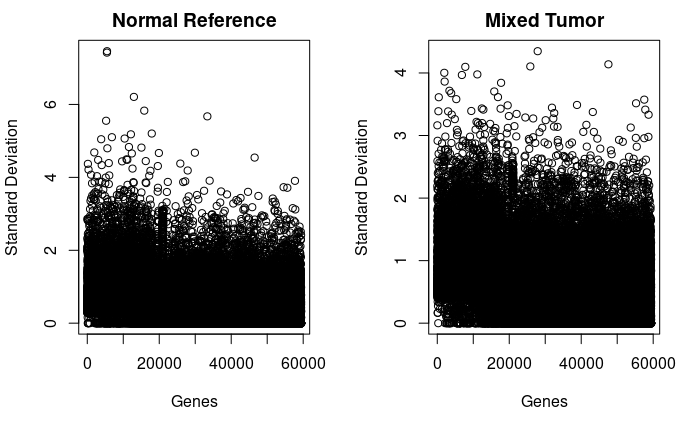 Normal Reference
Standard Deviation
6
4
2
0
0 20000 40000 60000
Genes
Mixed Tumor
Standard Deviation
4
3
2
1
0
0 20000 40000 60000
Genes